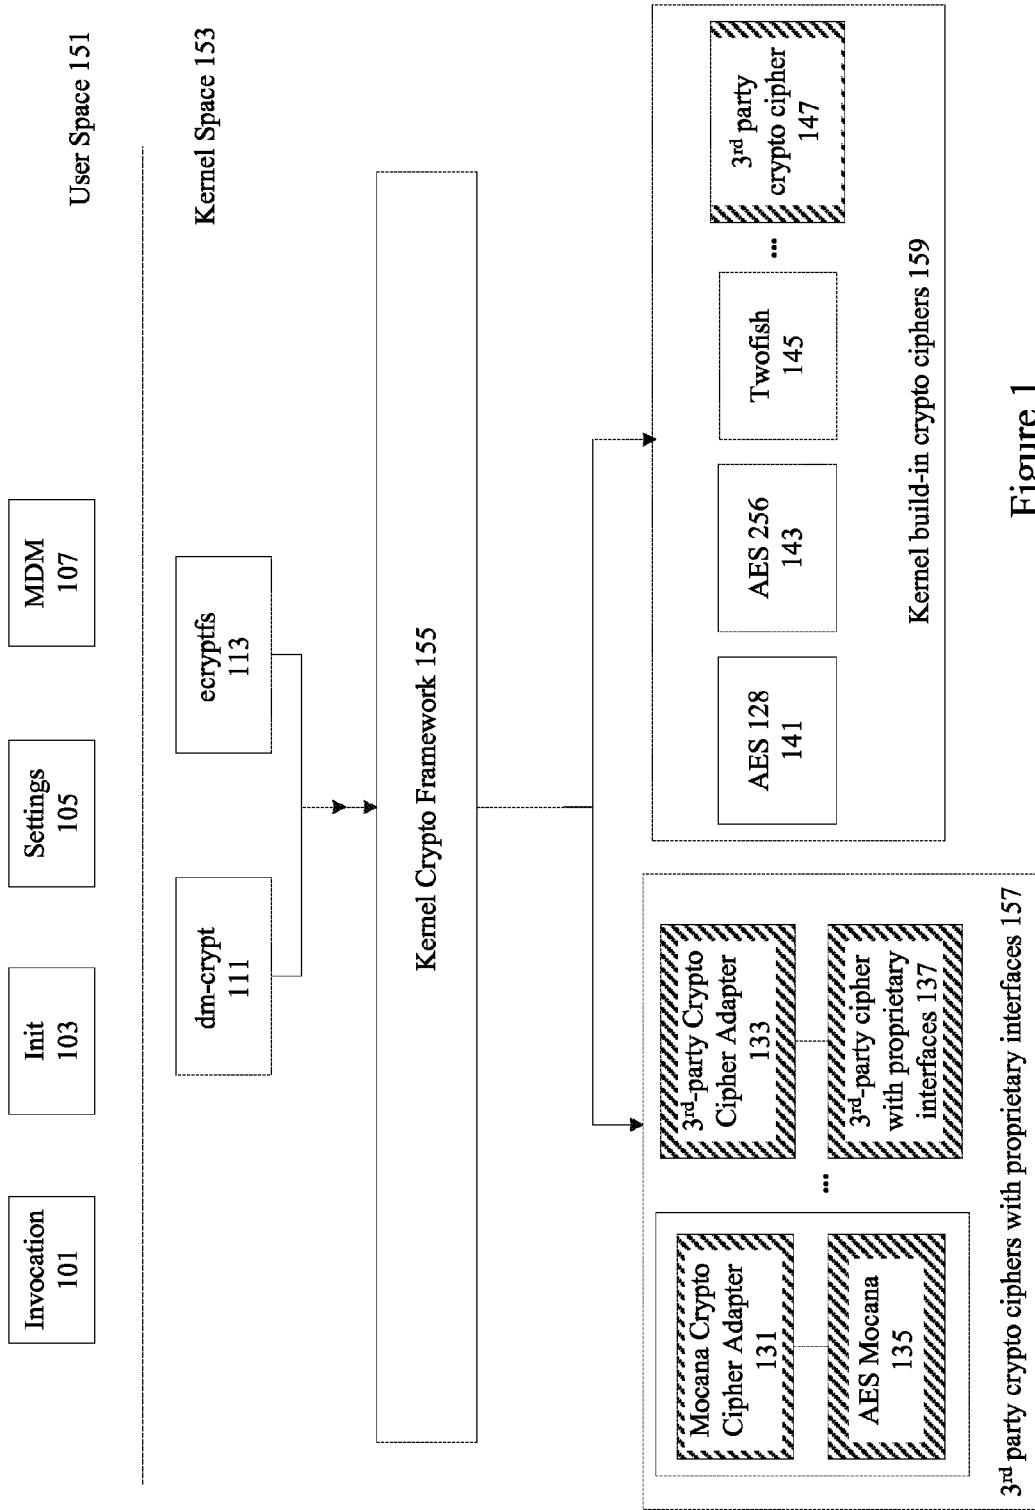 User Space 151
Invocation
101
Init
103
Settings
105
MDM
107
Kernel Space 153
dm-crypt
111
ecryptfs
113
Kernel Crypto Framework 155
Mocana Crypto
Cipher Adapter
131
AES Mocana
135
...
3rd-party Crypto
Cipher Adapter
133
3rd-party cipher
with proprietary
interfaces 137
3rd party crypto ciphers with proprietary interfaces 157
AES 128
141
AES 256
143
Twofish
145
...
3rd party
crypto cipher
147
Kernel build-in crypto ciphers 159
Figure 1